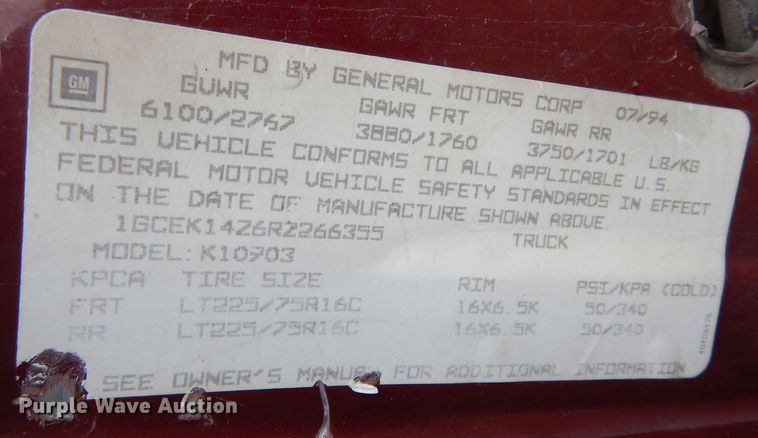 GM
MFD BY GENERAL MOTORS CORP 07/94
GVWR GAWR FRT GAWR RR
6100/2767 3880/1760 3750/1701 LB/KG
THIS VEHICLE CONFORMS TO ALL APPLICABLE U.S.
FEDERAL MOTOR VEHICLE SAFETY STANDARDS IN EFFECT
ON THE DATE OF MANUFACTURE SHOWN ABOVE.
1GCEK14Z6RZ266355 TRUCK
MODEL: K10903
KPCA TIRE SIZE RIM PSI/KPA (COLD)
FRT LT225/75R16C 16X6.5K 50/340
RR LT225/75R16C 16X6.5K 50/340
SEE OWNER'S MANUAL FOR ADDITIONAL INFORMATION
Purple Wave Auction